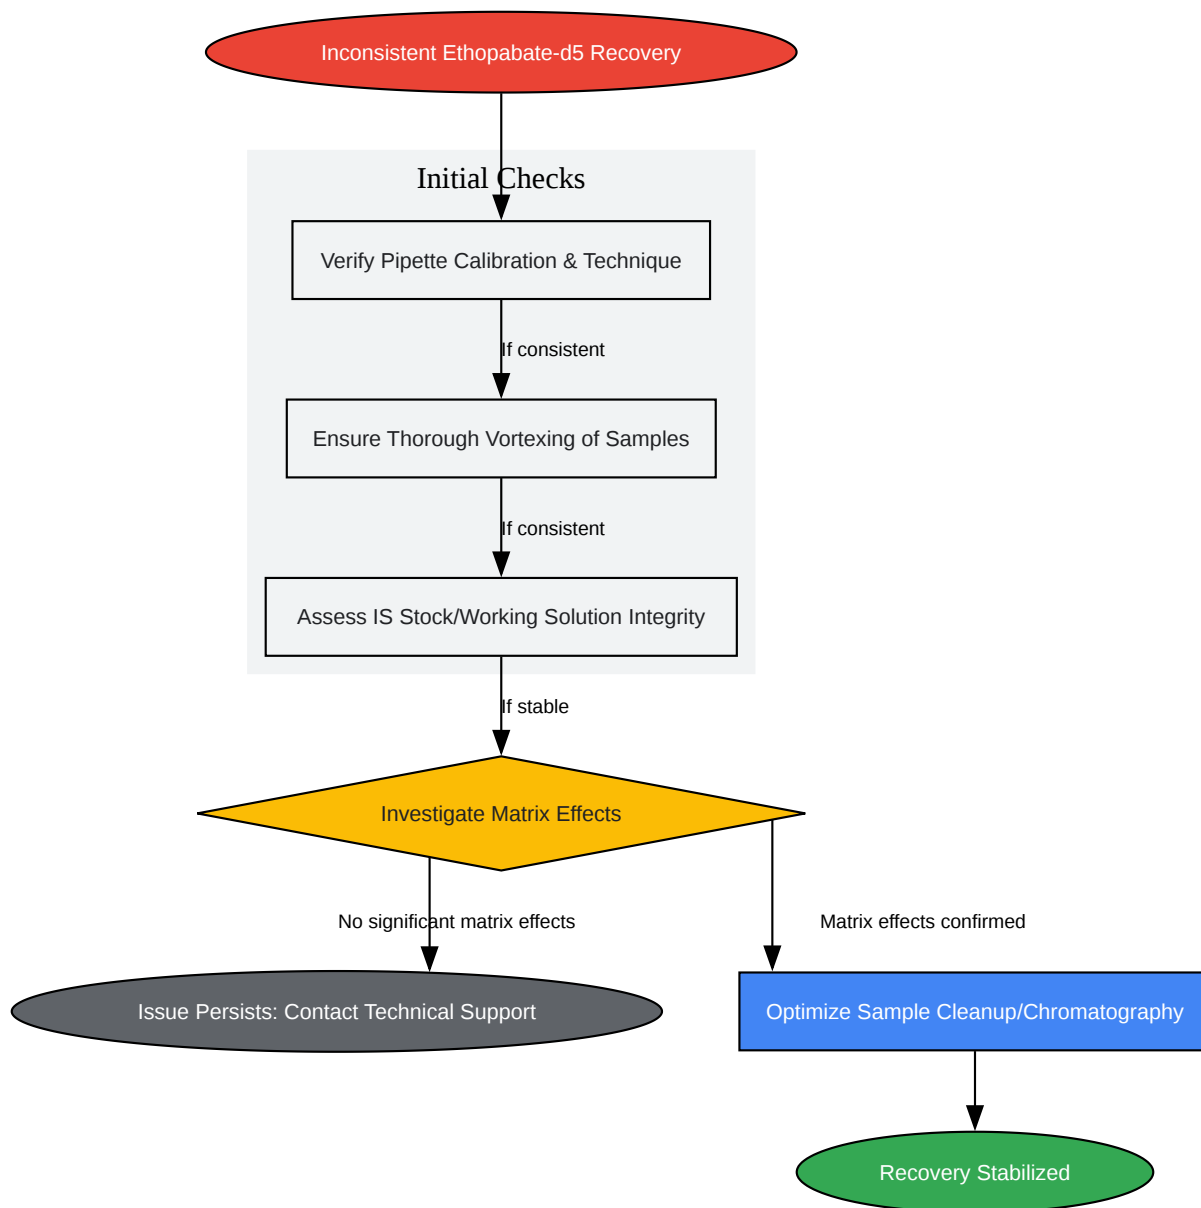 Inconsistent Ethopabate-d5 Recovery
Initial Checks
Verify Pipette Calibration & Technique
If consistent
Ensure Thorough Vortexing of Samples
If consistent
Assess IS Stock/Working Solution Integrity
If stable
Investigate Matrix Effects
No significant matrix effects
Matrix effects confirmed
Issue Persists: Contact Technical Support
Optimize Sample Cleanup/Chromatography
Recovery Stabilized